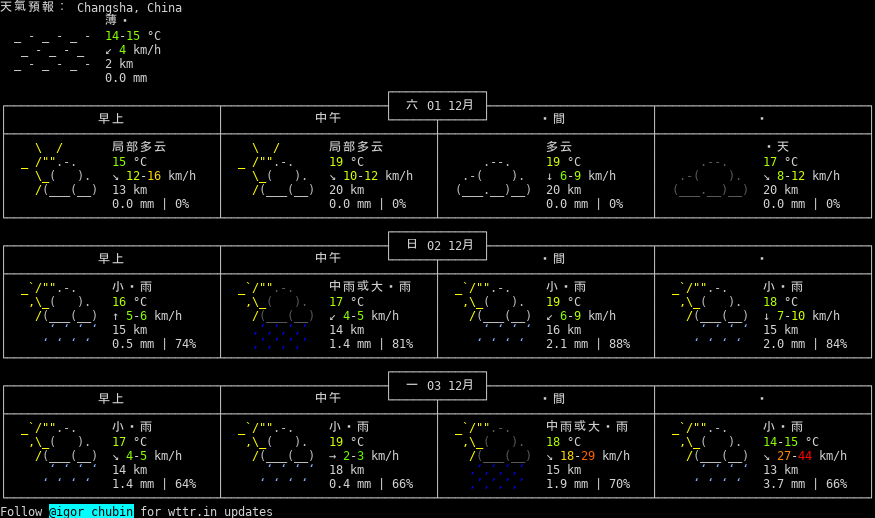 天氣預報： Changsha, China
薄・
14-15 °C
↙ 4 km/h
2 km
0.0 mm
六 01 12月
早上 中午 ・間 ・
局部多云 局部多云 多云 ・天
15 °C 19 °C 19 °C 17 °C
↘ 12-16 km/h ↘ 10-12 km/h ↓ 6-9 km/h ↘ 8-12 km/h
13 km 20 km 20 km 20 km
0.0 mm | 0% 0.0 mm | 0% 0.0 mm | 0% 0.0 mm | 0%
日 02 12月
早上 中午 ・間 ・
小・雨 中雨或大・雨 小・雨 小・雨
16 °C 17 °C 19 °C 18 °C
↑ 5-6 km/h ↙ 4-5 km/h ↙ 6-9 km/h ↓ 7-10 km/h
15 km 14 km 16 km 15 km
0.5 mm | 74% 1.4 mm | 81% 2.1 mm | 88% 2.0 mm | 84%
一 03 12月
早上 中午 ・間 ・
小・雨 小・雨 中雨或大・雨 小・雨
17 °C 19 °C 18 °C 14-15 °C
↘ 4-5 km/h → 2-3 km/h ↘ 18-29 km/h ↘ 27-44 km/h
14 km 18 km 15 km 13 km
1.4 mm | 64% 0.4 mm | 66% 1.9 mm | 70% 3.7 mm | 66%
Follow @igor_chubin for wttr.in updates